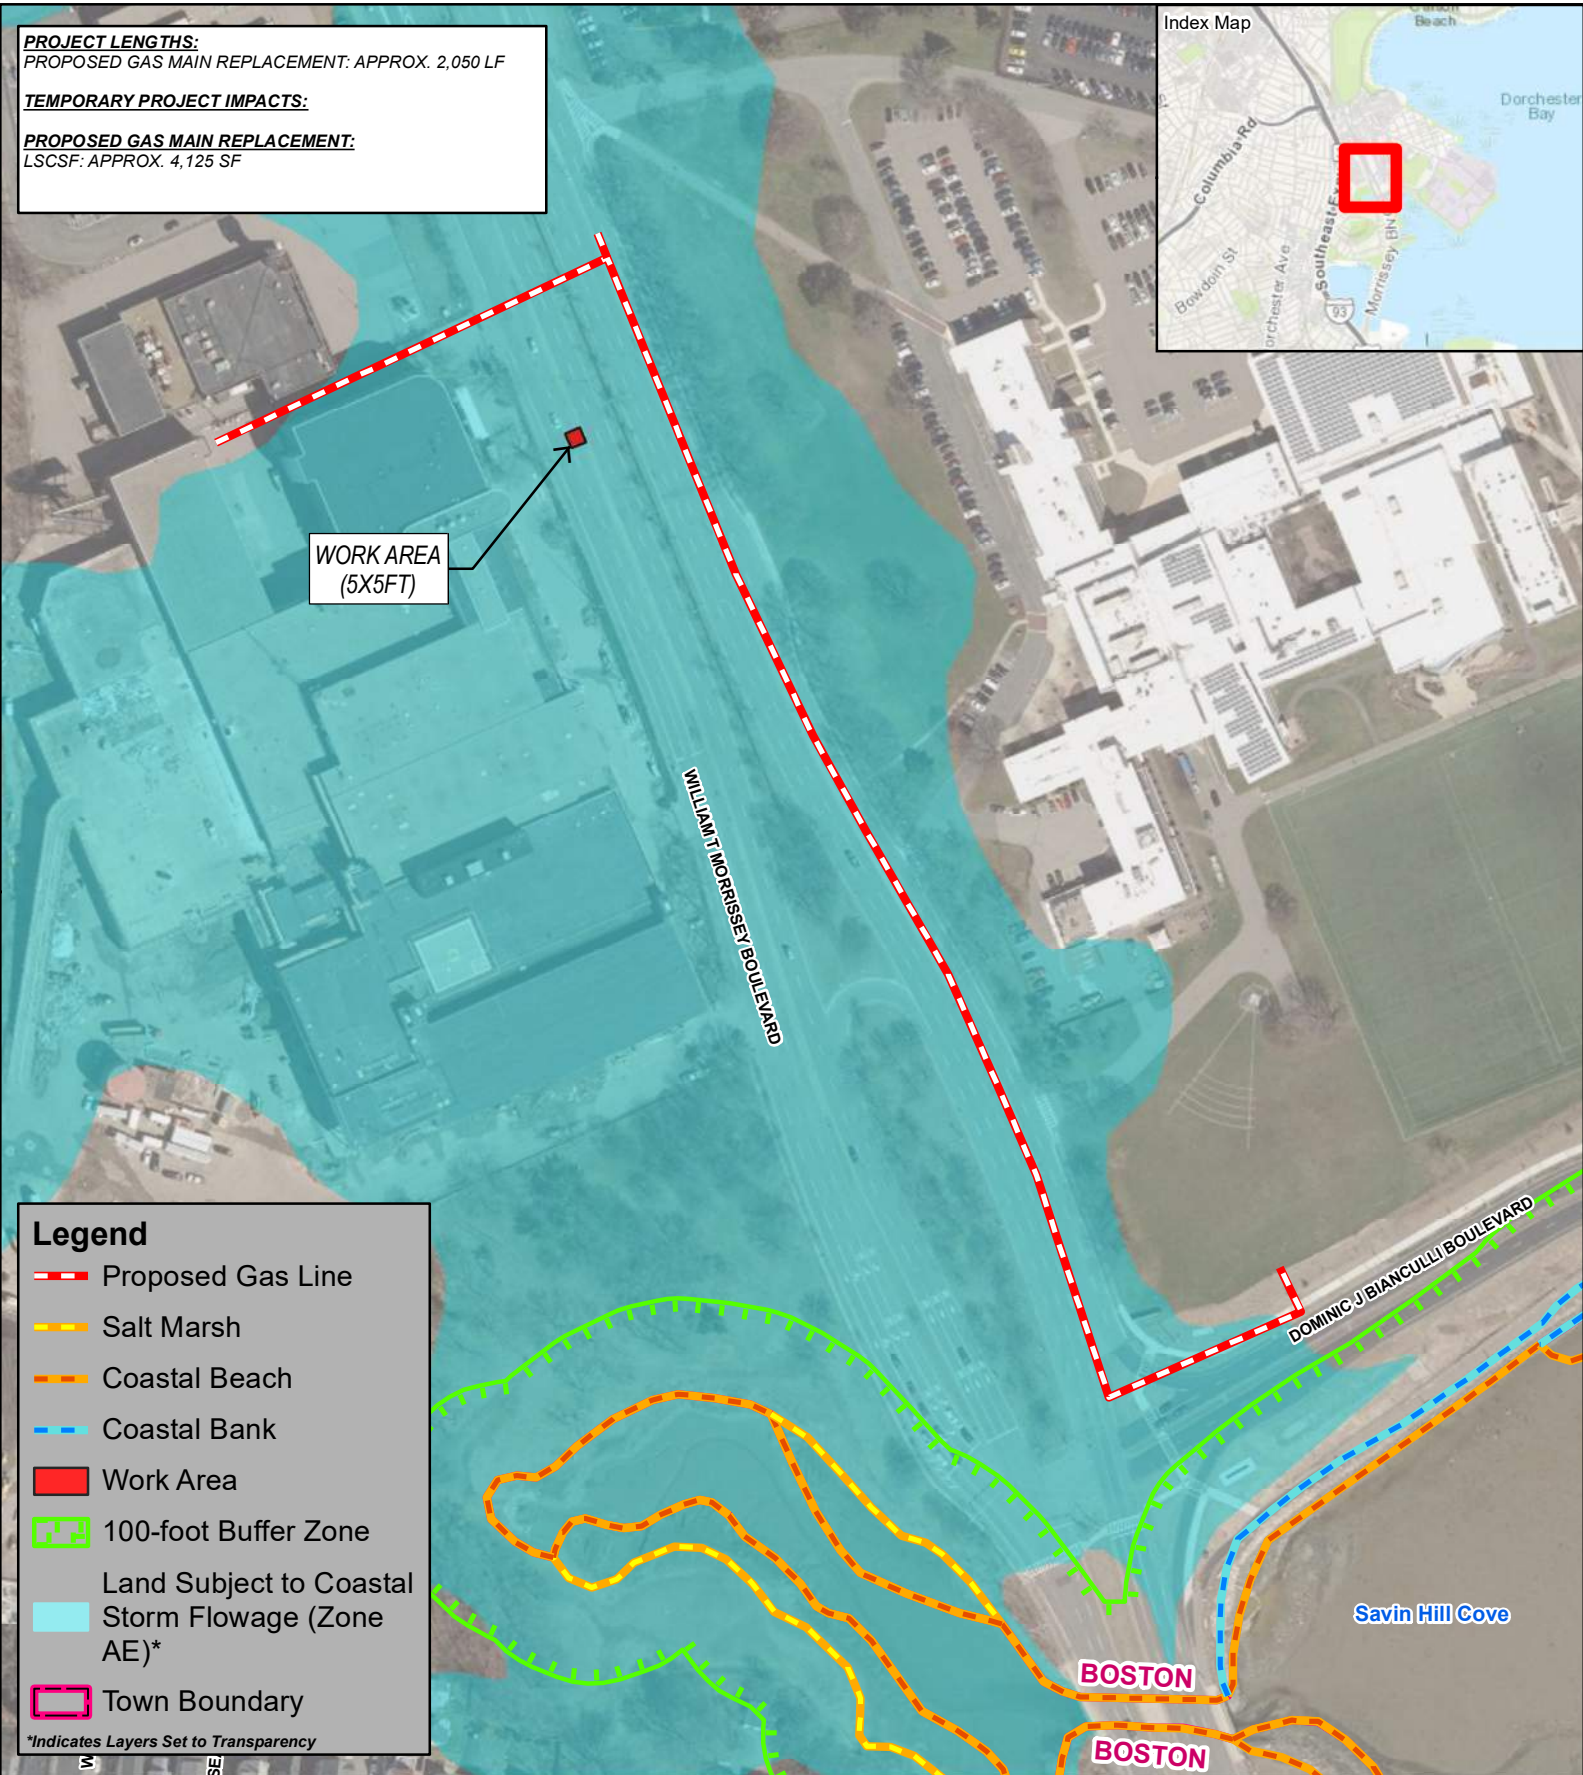 PROJECT LENGTHS:
PROPOSED GAS MAIN REPLACEMENT: APPROX. 2,050 LF
TEMPORARY PROJECT IMPACTS:
PROPOSED GAS MAIN REPLACEMENT:
LSCSF: APPROX. 4,125 SF
Index Map
Beach
Dorchester
Bay
Columbia Rd
Southeast
Bowdoin St
Morrissey
93
WORK AREA
(5X5FT)
WILLIAM T MORRISSEY BOULEVARD
DOMINIC J BIANCULLI BOULEVARD
Legend
Proposed Gas Line
Salt Marsh
Coastal Beach
Coastal Bank
Work Area
100-foot Buffer Zone
Land Subject to Coastal
Storm Flowage (Zone
AE)*
Town Boundary
*Indicates Layers Set to Transparency
Savin Hill Cove
BOSTON
BOSTON